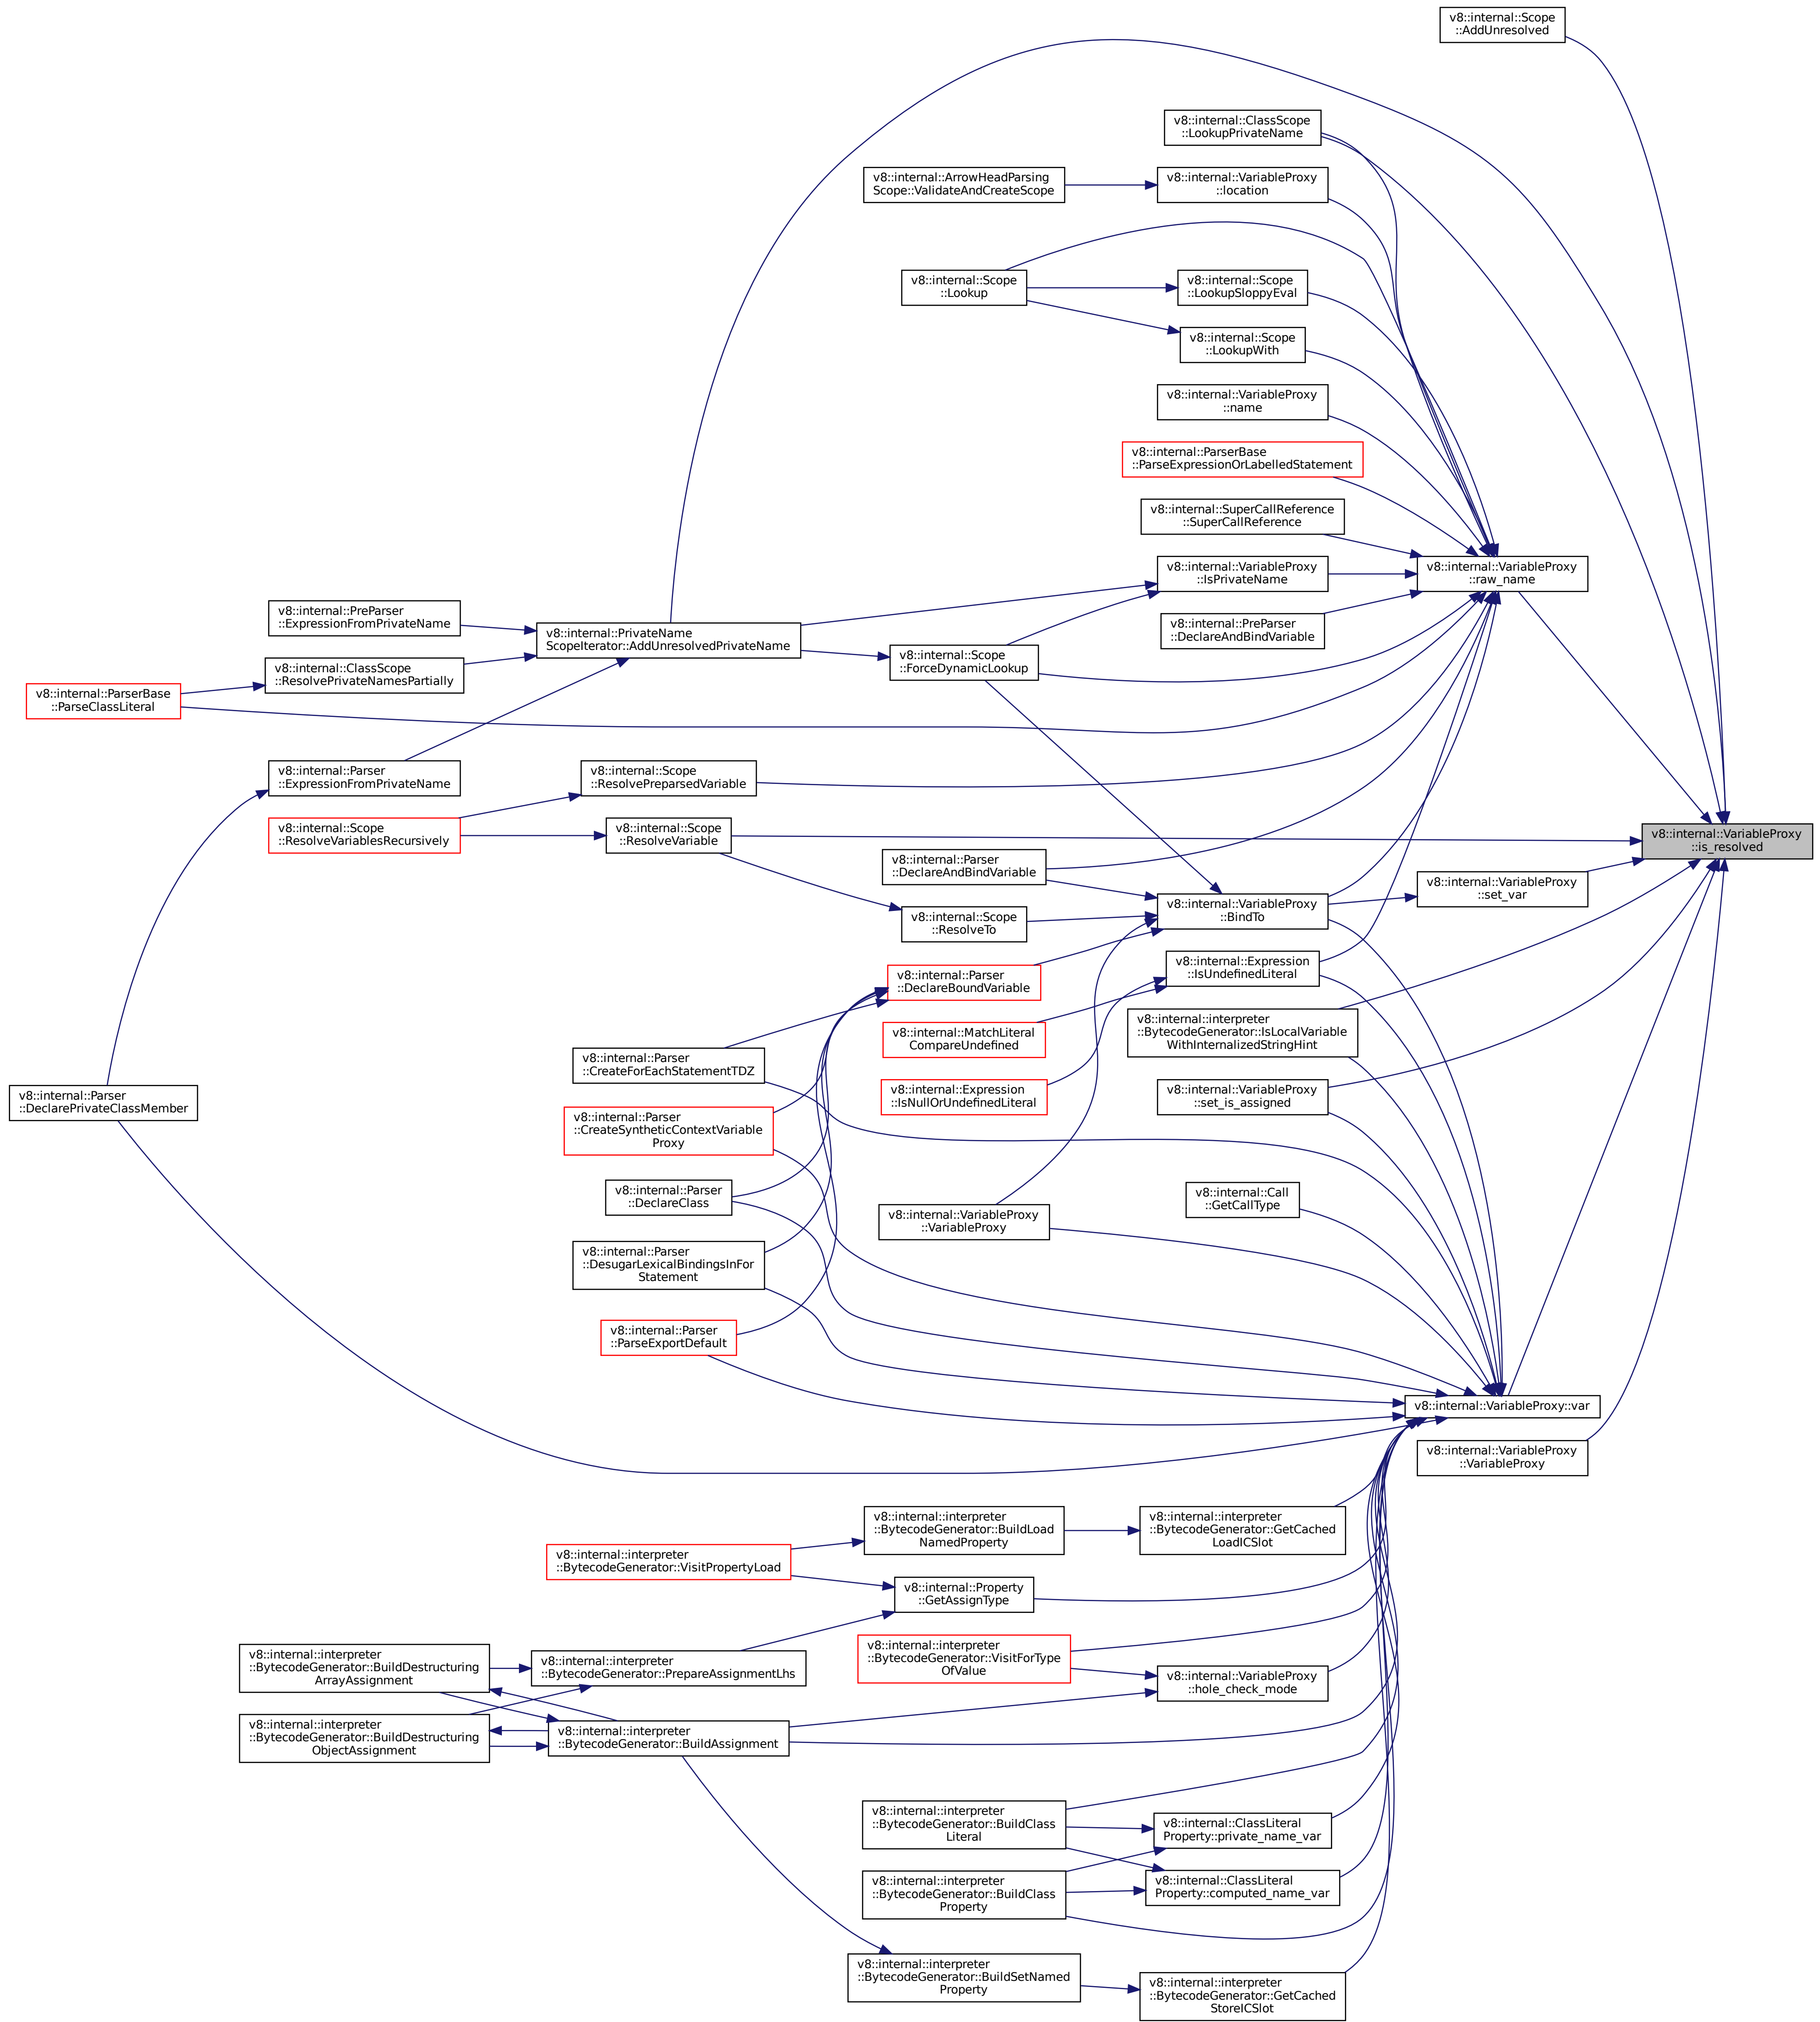 v8::internal::Scope
::AddUnresolved
v8::internal::ClassScope
::LookupPrivateName
v8::internal::ArrowHeadParsing
Scope::ValidateAndCreateScope
v8::internal::VariableProxy
::location
v8::internal::Scope
::Lookup
v8::internal::Scope
::LookupSloppyEval
v8::internal::Scope
::LookupWith
v8::internal::VariableProxy
::name
v8::internal::ParserBase
::ParseExpressionOrLabelledStatement
v8::internal::SuperCallReference
::SuperCallReference
v8::internal::VariableProxy
::IsPrivateName
v8::internal::VariableProxy
::raw_name
v8::internal::PreParser
::ExpressionFromPrivateName
v8::internal::PrivateName
ScopeIterator::AddUnresolvedPrivateName
v8::internal::PreParser
::DeclareAndBindVariable
v8::internal::Scope
::ForceDynamicLookup
v8::internal::ClassScope
::ResolvePrivateNamesPartially
v8::internal::ParserBase
::ParseClassLiteral
v8::internal::Parser
::ExpressionFromPrivateName
v8::internal::Scope
::ResolvePreparsedVariable
v8::internal::Scope
::ResolveVariablesRecursively
v8::internal::Scope
::ResolveVariable
v8::internal::VariableProxy
::is_resolved
v8::internal::Parser
::DeclareAndBindVariable
v8::internal::VariableProxy
::set_var
v8::internal::VariableProxy
::BindTo
v8::internal::Scope
::ResolveTo
v8::internal::Expression
::IsUndefinedLiteral
v8::internal::Parser
::DeclareBoundVariable
v8::internal::MatchLiteral
CompareUndefined
v8::internal::interpreter
::BytecodeGenerator::IsLocalVariable
WithInternalizedStringHint
v8::internal::Parser
::CreateForEachStatementTDZ
v8::internal::Expression
::IsNullOrUndefinedLiteral
v8::internal::VariableProxy
::set_is_assigned
v8::internal::Parser
::DeclarePrivateClassMember
v8::internal::Parser
::CreateSyntheticContextVariable
Proxy
v8::internal::Parser
::DeclareClass
v8::internal::Call
::GetCallType
v8::internal::VariableProxy
::VariableProxy
v8::internal::Parser
::DesugarLexicalBindingsInFor
Statement
v8::internal::Parser
::ParseExportDefault
v8::internal::VariableProxy::var
v8::internal::VariableProxy
::VariableProxy
v8::internal::interpreter
::BytecodeGenerator::BuildLoad
NamedProperty
v8::internal::interpreter
::BytecodeGenerator::GetCached
LoadICSlot
v8::internal::interpreter
::BytecodeGenerator::VisitPropertyLoad
v8::internal::Property
::GetAssignType
v8::internal::interpreter
::BytecodeGenerator::BuildDestructuring
ArrayAssignment
v8::internal::interpreter
::BytecodeGenerator::PrepareAssignmentLhs
v8::internal::interpreter
::BytecodeGenerator::VisitForType
OfValue
v8::internal::VariableProxy
::hole_check_mode
v8::internal::interpreter
::BytecodeGenerator::BuildDestructuring
ObjectAssignment
v8::internal::interpreter
::BytecodeGenerator::BuildAssignment
v8::internal::interpreter
::BytecodeGenerator::BuildClass
Literal
v8::internal::ClassLiteral
Property::private_name_var
v8::internal::interpreter
::BytecodeGenerator::BuildClass
Property
v8::internal::ClassLiteral
Property::computed_name_var
v8::internal::interpreter
::BytecodeGenerator::BuildSetNamed
Property
v8::internal::interpreter
::BytecodeGenerator::GetCached
StoreICSlot